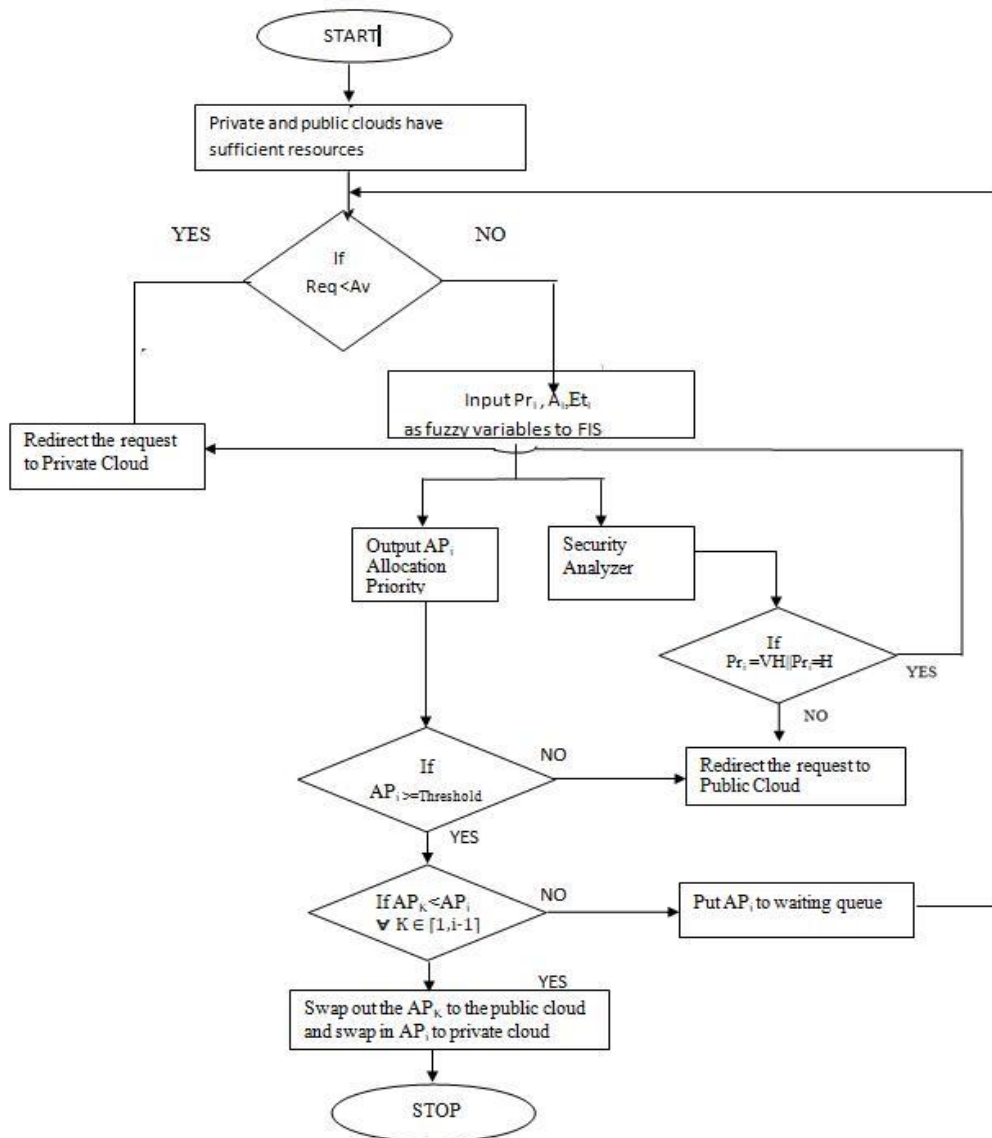 START
Private and public clouds have
sufficient resources
YES
NO
If
Req<Av
Input Prᵢ, Aᵢ,Etᵢ
as fuzzy variables to FIS
Redirect the request
to Private Cloud
Output APᵢ
Allocation
Priority
Security
Analyzer
If
Prᵢ=VH||Prᵢ=H
YES
NO
If
APᵢ >=Threshold
NO
Redirect the request to
Public Cloud
YES
If AP_K<APᵢ
∀ K ∈ [1,i-1]
NO
Put APᵢ to waiting queue
YES
Swap out the AP_K to the public cloud
and swap in APᵢ to private cloud
STOP